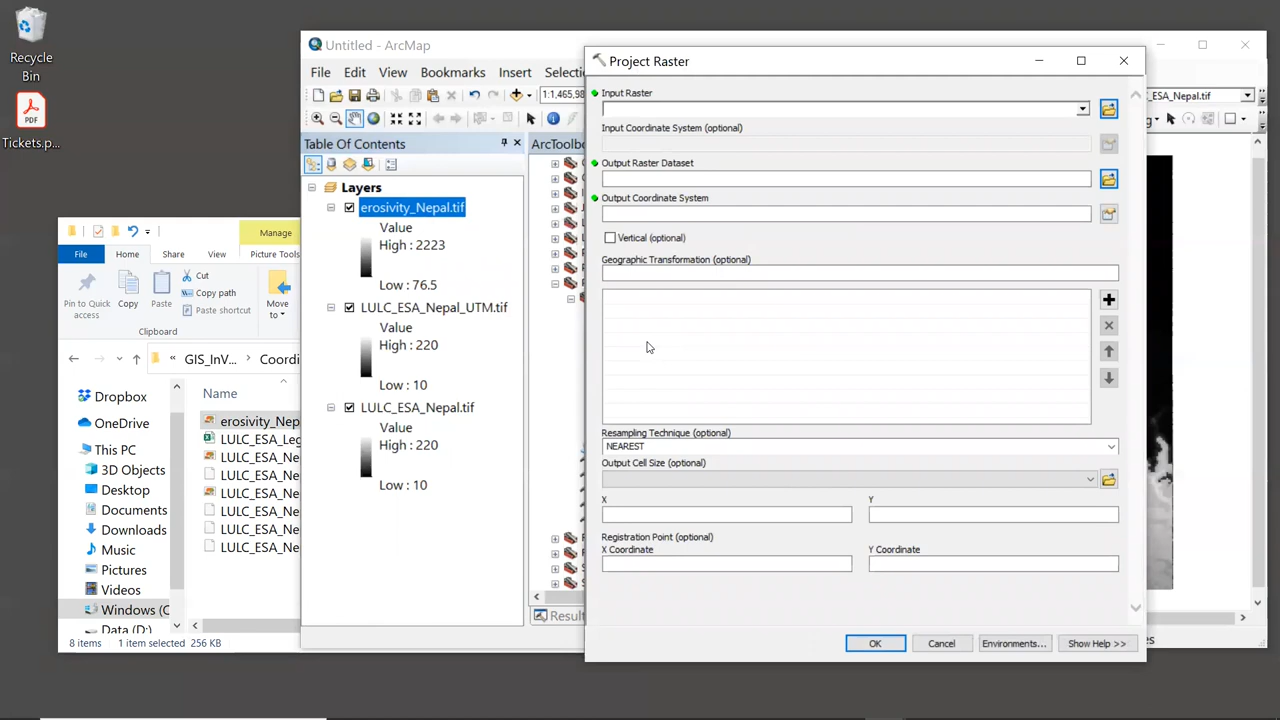 Recycle
Bin
PDF
Tickets.p...
File
Home
Share
View
Manage
Picture Tools
Pin to Quick
access
Copy
Paste
Cut
Copy path
Paste shortcut
Clipboard
Move
to
« GIS_InV... > Coordi
Dropbox
OneDrive
This PC
3D Objects
Desktop
Documents
Downloads
Music
Pictures
Videos
Windows (C
Data (D:)
Name
erosivity_Nep
LULC_ESA_Leg
LULC_ESA_Ne
LULC_ESA_Ne
LULC_ESA_Ne
LULC_ESA_Ne
LULC_ESA_Ne
LULC_ESA_Ne
8 items 1 item selected 256 KB
Untitled - ArcMap
File Edit View Bookmarks Insert Selectio
1:1,465,98
_ESA_Nepal.tif
Table Of Contents
Layers
erosivity_Nepal.tif
Value
High : 2223
Low : 76.5
LULC_ESA_Nepal_UTM.tif
Value
High : 220
Low : 10
LULC_ESA_Nepal.tif
Value
High : 220
Low : 10
ArcToolbo
Result
Project Raster
Input Raster
Input Coordinate System (optional)
Output Raster Dataset
Output Coordinate System
Vertical (optional)
Geographic Transformation (optional)
Resampling Technique (optional)
NEAREST
Output Cell Size (optional)
X Y
Registration Point (optional)
X Coordinate Y Coordinate
OK Cancel Environments... Show Help >>
es